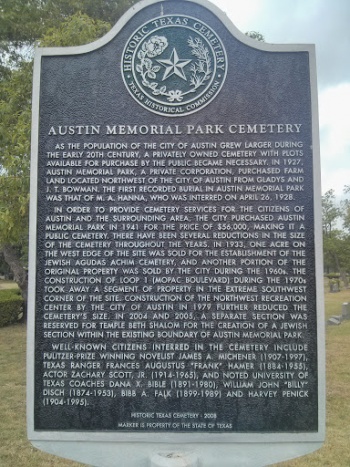 HISTORIC TEXAS CEMETERY
TEXAS HISTORICAL COMMISSION
AUSTIN MEMORIAL PARK CEMETERY
AS THE POPULATION OF THE CITY OF AUSTIN GREW LARGER DURING
THE EARLY 20TH CENTURY, A PRIVATELY OWNED CEMETERY WITH PLOTS
AVAILABLE FOR PURCHASE BY THE PUBLIC BECAME NECESSARY. IN 1927,
AUSTIN MEMORIAL PARK, A PRIVATE CORPORATION, PURCHASED FARM
LAND LOCATED NORTHWEST OF THE CITY OF AUSTIN FROM GLADYS AND
J. T. BOWMAN. THE FIRST RECORDED BURIAL IN AUSTIN MEMORIAL PARK
WAS THAT OF M. A. HANNA, WHO WAS INTERRED ON APRIL 26, 1928.
IN ORDER TO PROVIDE CEMETERY SERVICES FOR THE CITIZENS OF
AUSTIN AND THE SURROUNDING AREA, THE CITY PURCHASED AUSTIN
MEMORIAL PARK IN 1941 FOR THE PRICE OF $56,000, MAKING IT A
PUBLIC CEMETERY. THERE HAVE BEEN SEVERAL REDUCTIONS IN THE SIZE
OF THE CEMETERY THROUGHOUT THE YEARS. IN 1933, ONE ACRE ON
THE WEST EDGE OF THE SITE WAS SOLD FOR THE ESTABLISHMENT OF THE
JEWISH AGUDAS ACHIM CEMETERY, AND ANOTHER PORTION OF THE
ORIGINAL PROPERTY WAS SOLD BY THE CITY DURING THE 1960s. THE
CONSTRUCTION OF LOOP 1 (MOPAC BOULEVARD) DURING THE 1970s
TOOK AWAY A SEGMENT OF PROPERTY IN THE EXTREME SOUTHWEST
CORNER OF THE SITE. CONSTRUCTION OF THE NORTHWEST RECREATION
CENTER BY THE CITY OF AUSTIN IN 1979 FURTHER REDUCED THE
CEMETERY'S SIZE. IN 2004 AND 2005, A SEPARATE SECTION WAS
RESERVED FOR TEMPLE BETH SHALOM FOR THE CREATION OF A JEWISH
SECTION WITHIN THE EXISTING BOUNDARY OF AUSTIN MEMORIAL PARK.
WELL-KNOWN CITIZENS INTERRED IN THE CEMETERY INCLUDE
PULITZER-PRIZE WINNING NOVELIST JAMES A. MICHENER (1907-1997),
TEXAS RANGER FRANCES AUGUSTUS "FRANK" HAMER (1884-1955),
ACTOR ZACHARY SCOTT, JR. (1914-1965), AND NOTED UNIVERSITY OF
TEXAS COACHES DANA X. BIBLE (1891-1980), WILLIAM JOHN "BILLY"
DISCH (1874-1953), BIBB A. FALK (1899-1989) AND HARVEY PENICK
(1904-1995).
HISTORIC TEXAS CEMETERY - 2008
MARKER IS PROPERTY OF THE STATE OF TEXAS